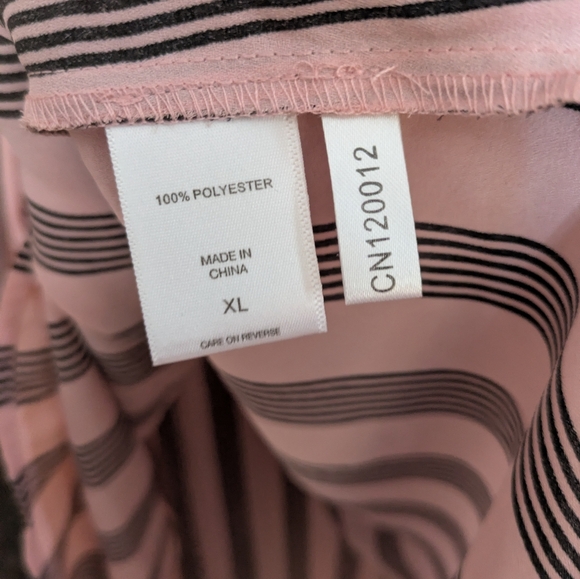 100% POLYESTER
MADE IN
CHINA
XL
CARE ON REVERSE
CN120012